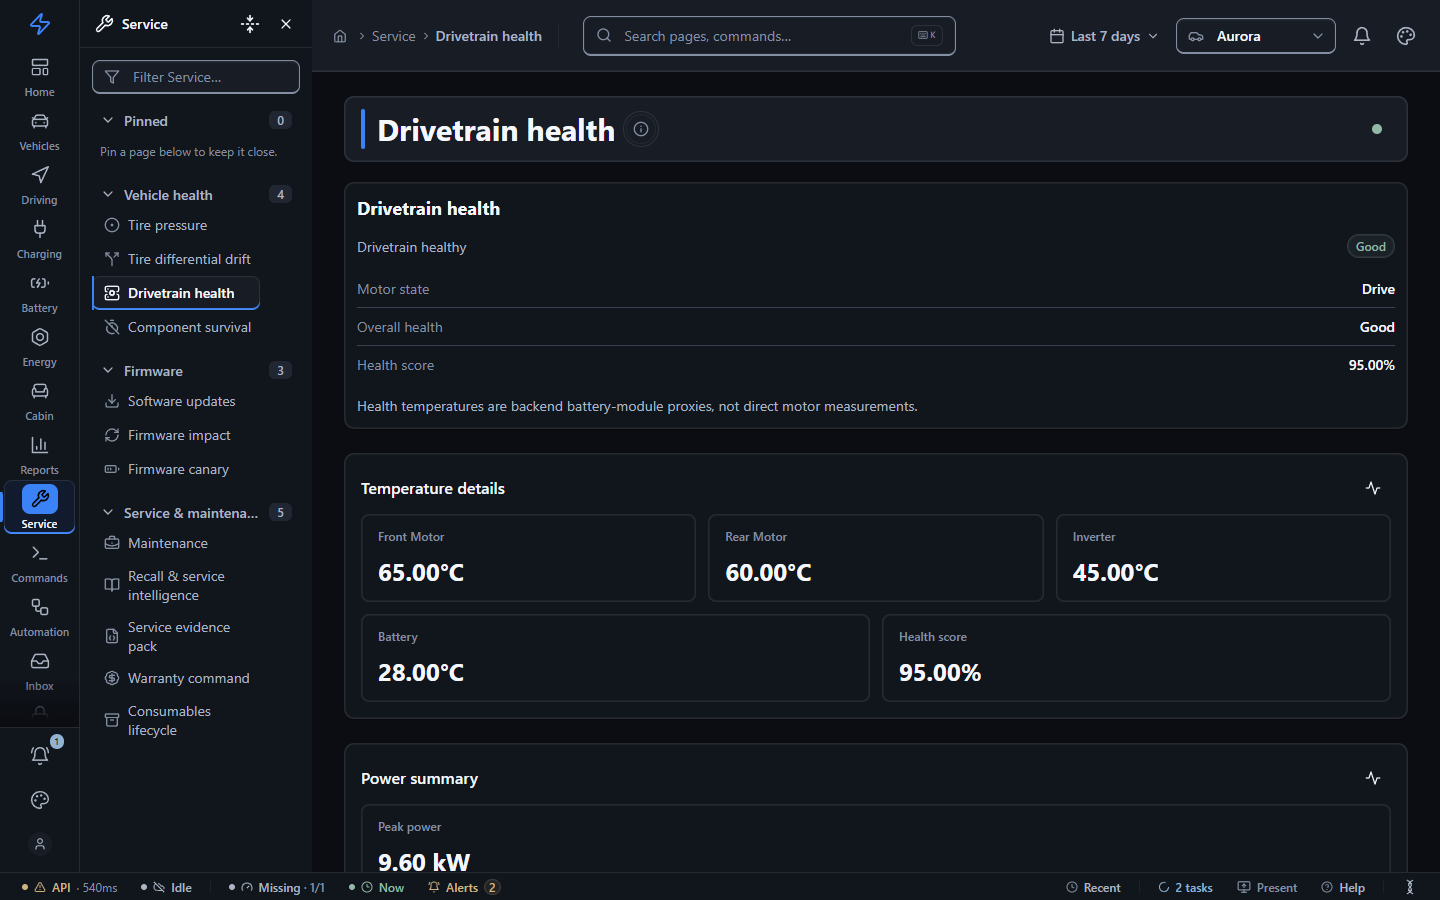 Service
Service
Drivetrain health
Search pages, commands...
K
Last 7 days
Aurora
Home
Vehicles
Driving
Charging
Battery
Energy
Cabin
Reports
Service
Commands
Automation
Inbox
1
Filter Service...
Pinned
0
Pin a page below to keep it close.
Vehicle health
4
Tire pressure
Tire differential drift
Drivetrain health
Component survival
Firmware
3
Software updates
Firmware impact
Firmware canary
Service & maintena...
5
Maintenance
Recall & service
intelligence
Service evidence
pack
Warranty command
Consumables
lifecycle
Drivetrain health
Drivetrain health
Drivetrain healthy
Good
Motor state
Drive
Overall health
Good
Health score
95.00%
Health temperatures are backend battery-module proxies, not direct motor measurements.
Temperature details
Front Motor
65.00°C
Rear Motor
60.00°C
Inverter
45.00°C
Battery
28.00°C
Health score
95.00%
Power summary
Peak power
9.60 kW
API · 540ms
Idle
Missing · 1/1
Now
Alerts 2
Recent
2 tasks
Present
Help